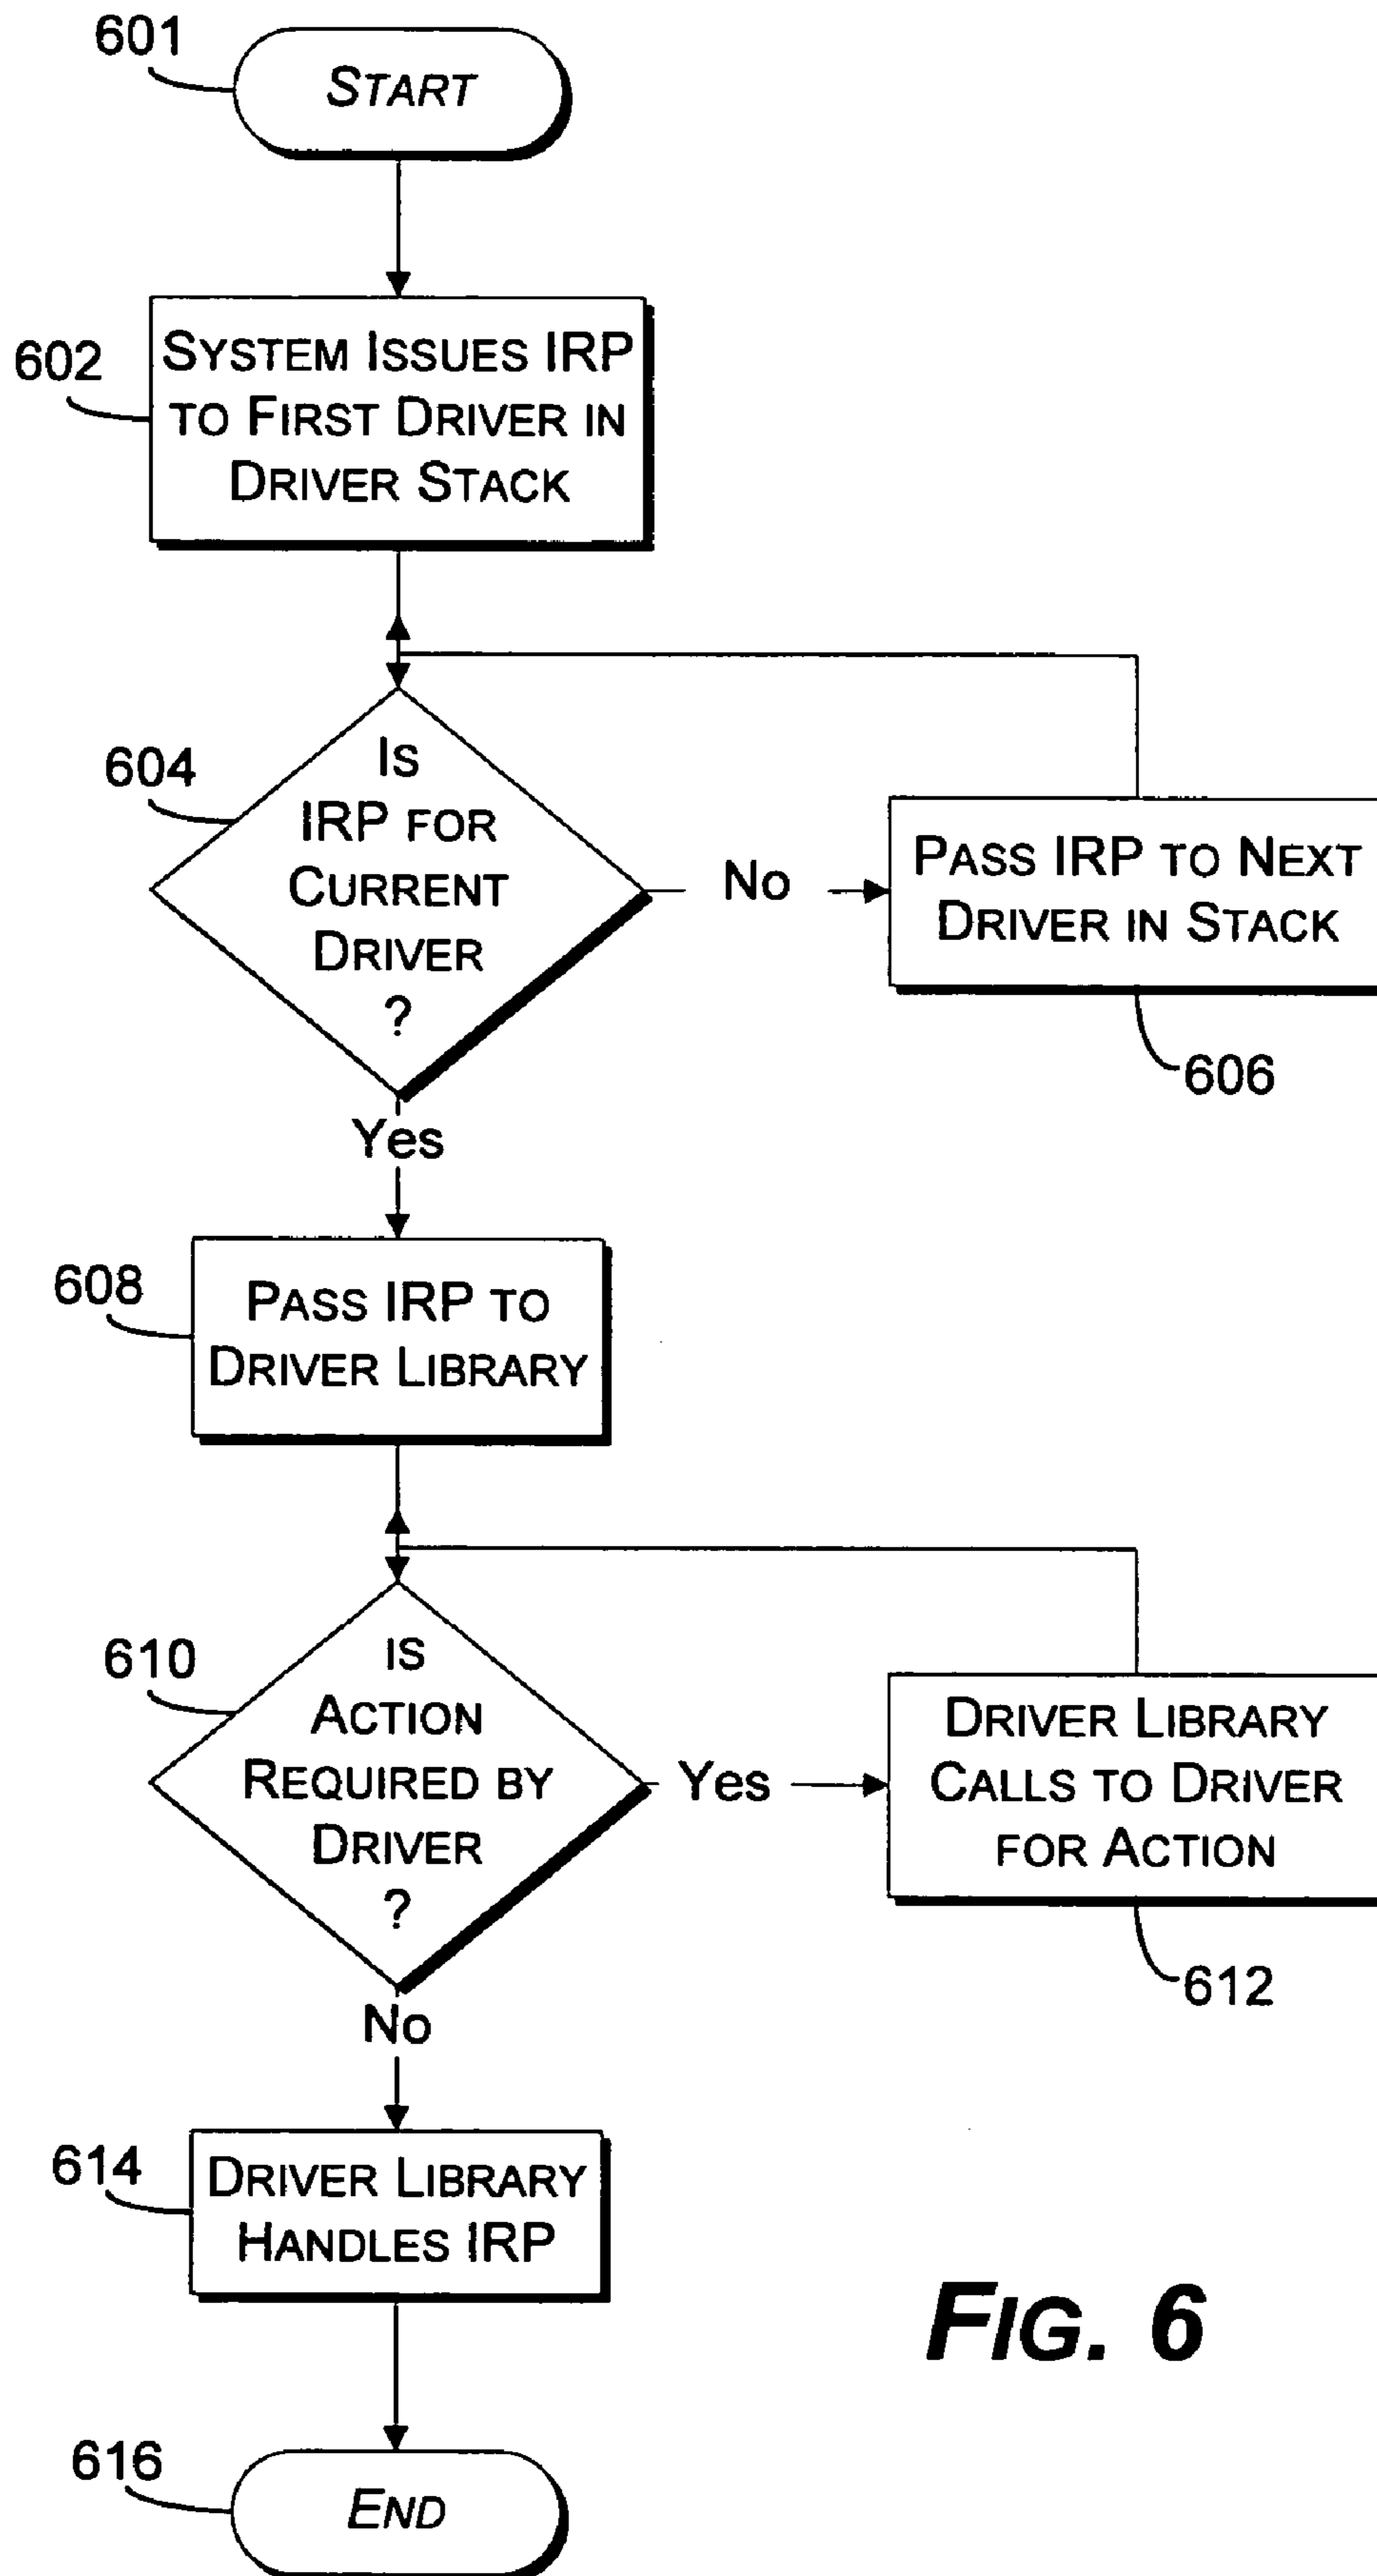 601
START
602
SYSTEM ISSUES IRP
TO FIRST DRIVER IN
DRIVER STACK
604
IS
IRP FOR
CURRENT
DRIVER
?
No
PASS IRP TO NEXT
DRIVER IN STACK
606
Yes
608
PASS IRP TO
DRIVER LIBRARY
610
IS
ACTION
REQUIRED BY
DRIVER
?
Yes
DRIVER LIBRARY
CALLS TO DRIVER
FOR ACTION
612
No
614
DRIVER LIBRARY
HANDLES IRP
FIG. 6
616
END